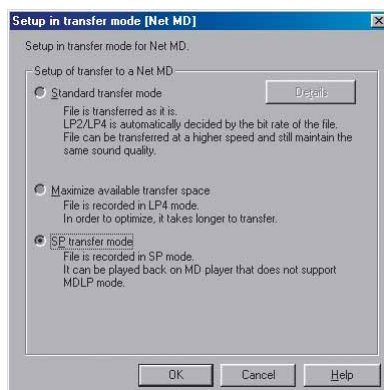 Setup in transfer mode [Net MD]
Setup in transfer mode for Net MD.
Setup of transfer to a Net MD
Standard transfer mode
Details
File is transferred as it is.
LP2/LP4 is automatically decided by the bit rate of the file.
File can be transferred at a higher speed and still maintain the
same sound quality.
Maximize available transfer space
File is recorded in LP4 mode.
In order to optimize, it takes longer to transfer.
SP transfer mode
File is recorded in SP mode.
It can be played back on MD player that does not support
MDLP mode.
OK
Cancel
Help